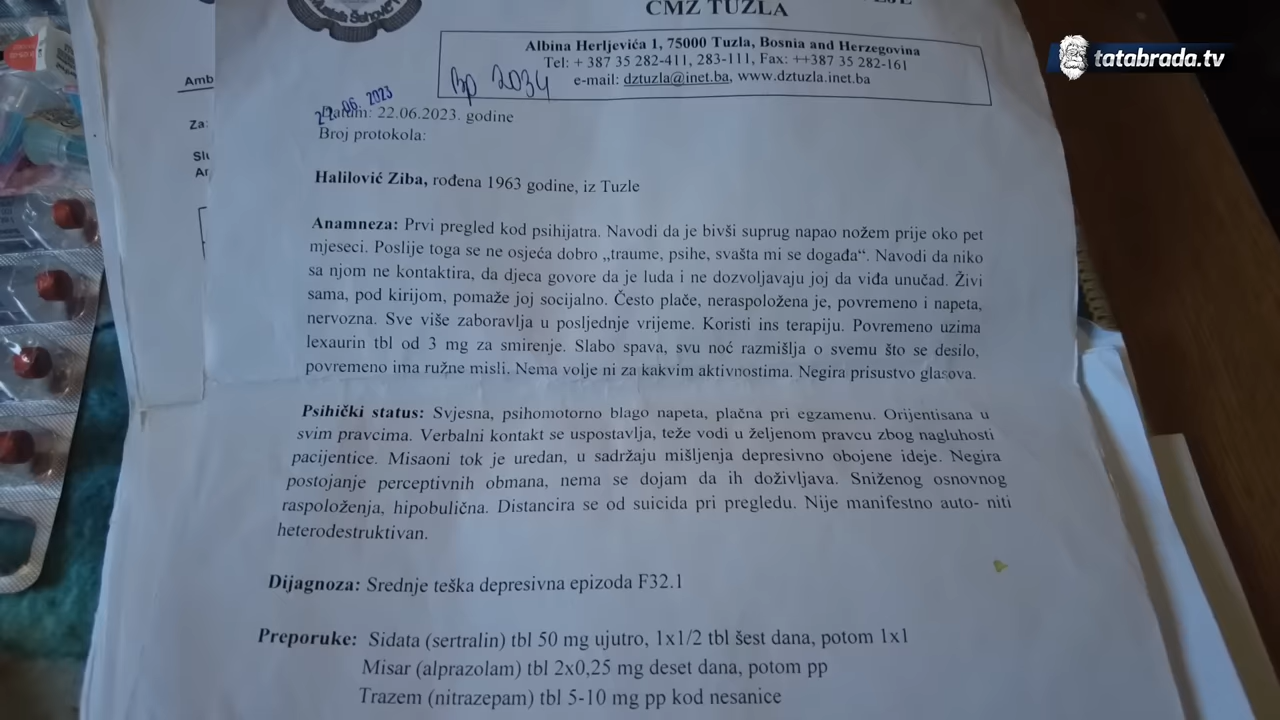 CMZ TUZLA
tatabrada.tv
Albina Herljevića 1, 75000 Tuzla, Bosnia and Herzegovina
Tel: + 387 35 282-411, 283-111, Fax: ++387 35 282-161
e-mail: dztuzla@inet.ba, www.dztuzla.inet.ba
2034
22.06.2023
Datum: 22.06.2023. godine
Broj protokola:
Amb
Za:
Slu
Ar
Halilović Ziba, rođena 1963 godine, iz Tuzle
Anamneza: Prvi pregled kod psihijatra. Navodi da je bivši suprug napao nožem prije oko pet
mjeseci. Poslije toga se ne osjeća dobro „traume, psihe, svašta mi se događa“. Navodi da niko
sa njom ne kontaktira, da djeca govore da je luda i ne dozvoljavaju joj da viđa unučad. Živi
sama, pod kirijom, pomaže joj socijalno. Često plače, neraspoložena je, povremeno i napeta,
nervozna. Sve više zaboravlja u posljednje vrijeme. Koristi ins terapiju. Povremeno uzima
lexaurin tbl od 3 mg za smirenje. Slabo spava, svu noć razmišlja o svemu što se desilo,
povremeno ima ružne misli. Nema volje ni za kakvim aktivnostima. Negira prisustvo glasova.
Psihički status: Svjesna, psihomotorno blago napeta, plačna pri egzamenu. Orijentisana u
svim pravcima. Verbalni kontakt se uspostavlja, teže vodi u željenom pravcu zbog nagluhosti
pacijentice. Misaoni tok je uredan, u sadržaju mišljenja depresivno obojene ideje. Negira
postojanje perceptivnih obmana, nema se dojam da ih doživljava. Sniženog osnovnog
raspoloženja, hipobulična. Distancira se od suicida pri pregledu. Nije manifestno auto- niti
heterodestruktivan.
Dijagnoza: Srednje teška depresivna epizoda F32.1
Preporuke: Sidata (sertralin) tbl 50 mg ujutro, 1x1/2 tbl šest dana, potom 1x1
Misar (alprazolam) tbl 2x0,25 mg deset dana, potom pp
Trazem (nitrazepam) tbl 5-10 mg pp kod nesanice